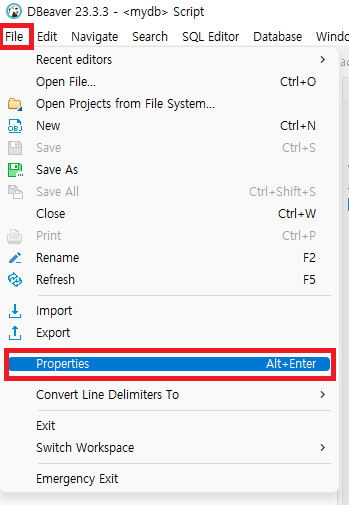 DBeaver 23.3.3 - <mydb> Script
File Edit Navigate Search SQL Editor Database Windo
Recent editors
Open File... Ctrl+O
Open Projects from File System...
New Ctrl+N
Save Ctrl+S
Save As
Save All Ctrl+Shift+S
Close Ctrl+W
Print Ctrl+P
Rename F2
Refresh F5
Import
Export
Properties Alt+Enter
Convert Line Delimiters To
Exit
Switch Workspace
Emergency Exit